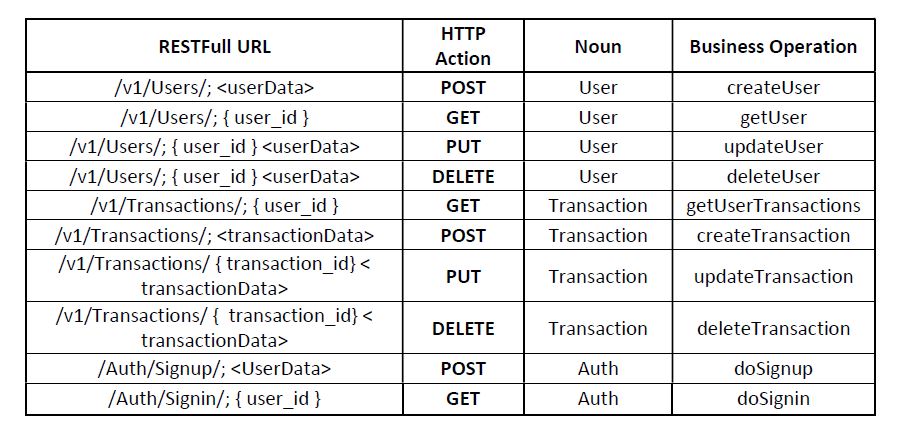 RESTFull URL HTTP Action Noun Business Operation
/v1/Users/; <userData> POST User createUser
/v1/Users/; { user_id } GET User getUser
/v1/Users/; { user_id } <userData> PUT User updateUser
/v1/Users/; { user_id } <userData> DELETE User deleteUser
/v1/Transactions/; { user_id } GET Transaction getUserTransactions
/v1/Transactions/; <transactionData> POST Transaction createTransaction
/v1/Transactions/ { transaction_id} <
transactionData> PUT Transaction updateTransaction
/v1/Transactions/ {  transaction_id} <
transactionData> DELETE Transaction deleteTransaction
/Auth/Signup/; <UserData> POST Auth doSignup
/Auth/Signin/; { user_id } GET Auth doSignin